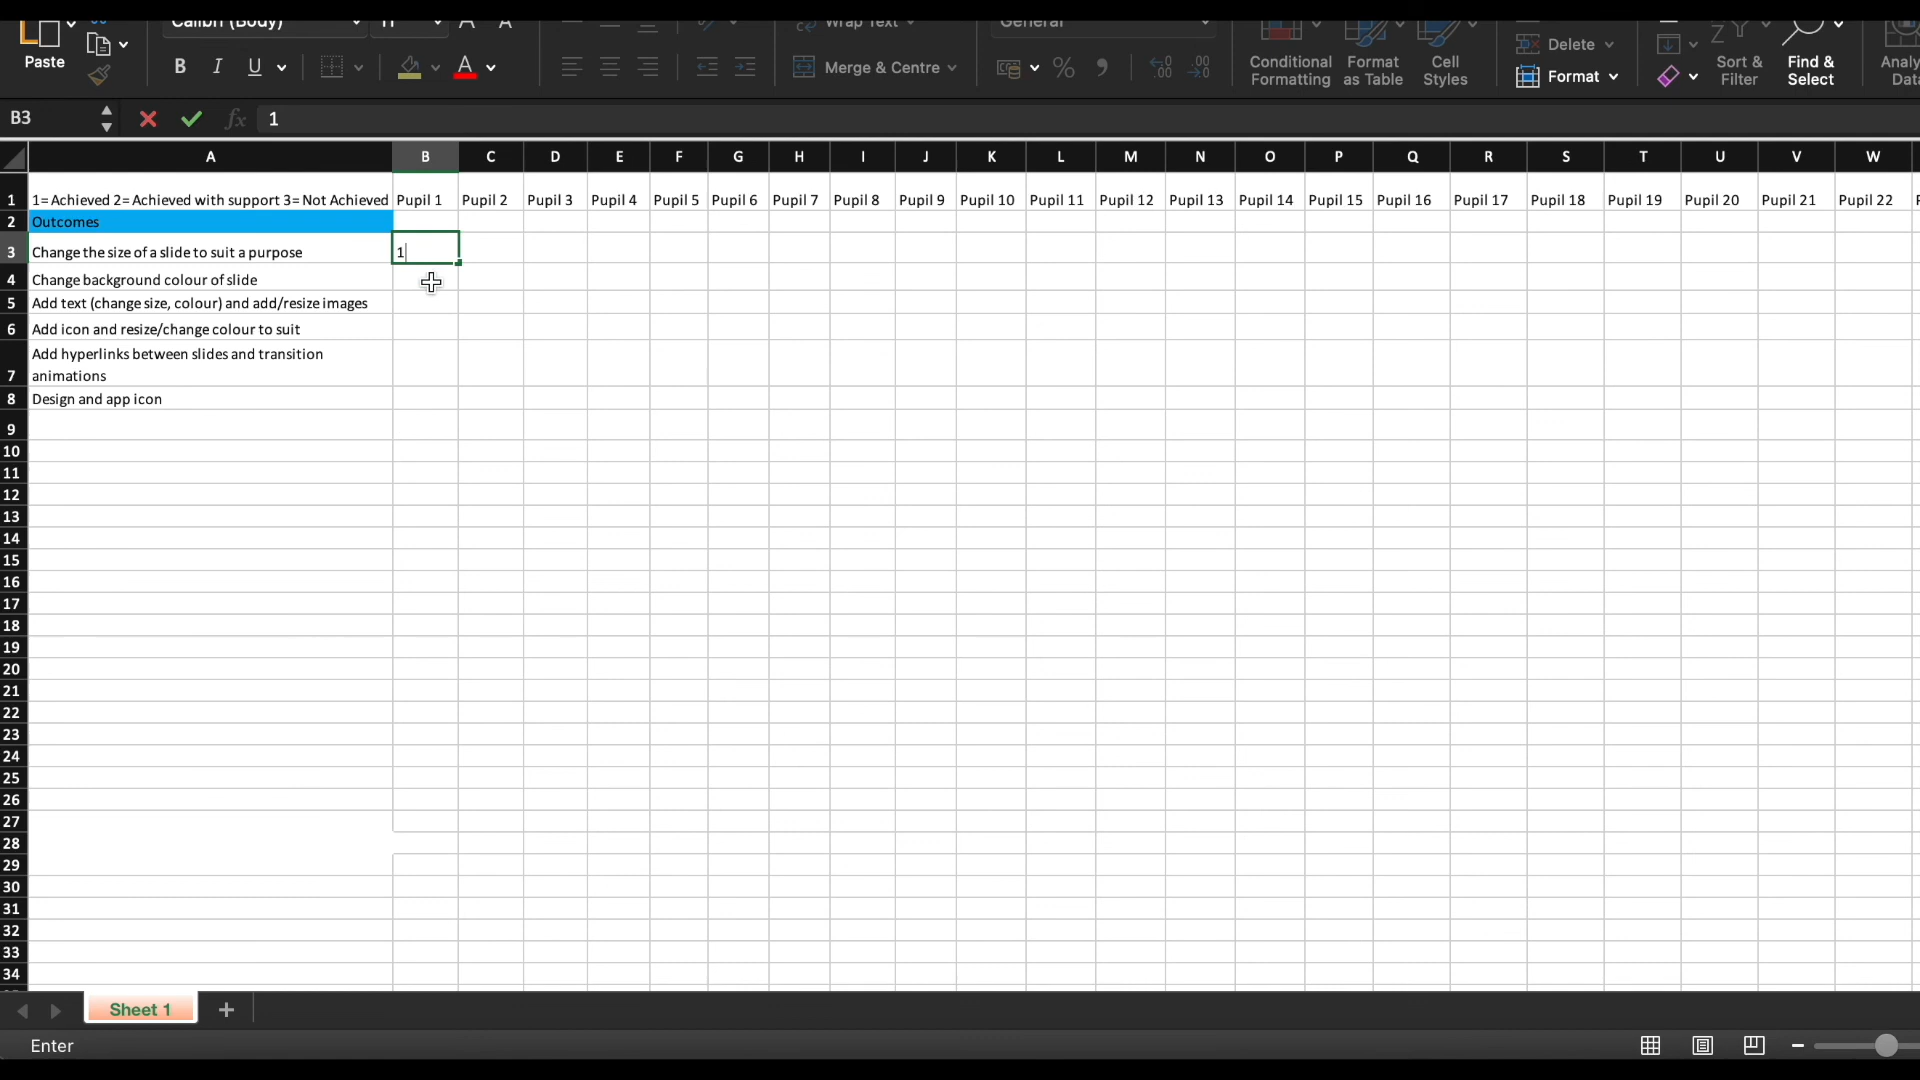 Calibri (Body)
11
Wrap Text
General
Paste
B I U A
Merge & Centre
Conditional Formatting
Format as Table
Cell Styles
Delete
Format
Sort & Filter
Find & Select
B3 fx 1
A B C D E F G H I J K L M N O P Q R S T U V W
1 1= Achieved 2= Achieved with support 3= Not Achieved Pupil 1 Pupil 2 Pupil 3 Pupil 4 Pupil 5 Pupil 6 Pupil 7 Pupil 8 Pupil 9 Pupil 10 Pupil 11 Pupil 12 Pupil 13 Pupil 14 Pupil 15 Pupil 16 Pupil 17 Pupil 18 Pupil 19 Pupil 20 Pupil 21 Pupil 22
2 Outcomes
3 Change the size of a slide to suit a purpose 1
4 Change background colour of slide
5 Add text (change size, colour) and add/resize images
6 Add icon and resize/change colour to suit
Add hyperlinks between slides and transition
7 animations
8 Design and app icon
9
10
11
12
13
14
15
16
17
18
19
20
21
22
23
24
25
26
27
28
29
30
31
32
33
34
Sheet 1
Enter